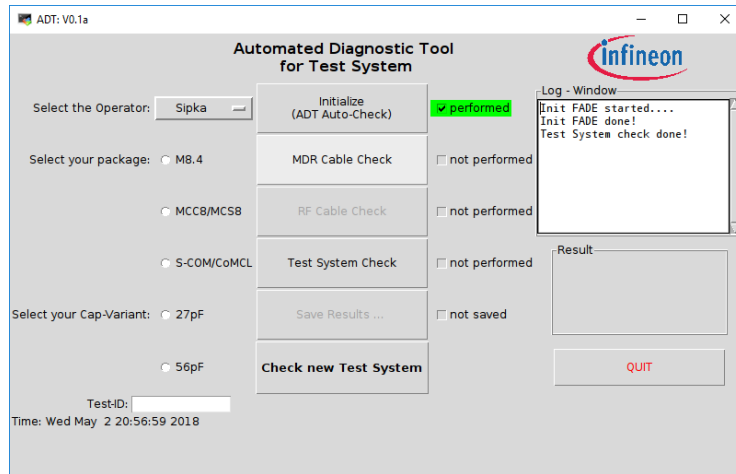 ADT: V0.1a
Automated Diagnostic Tool
for Test System
infineon
Select the Operator:
Sipka
Initialize
(ADT Auto-Check)
performed
Log - Window
Init FADE started....
Init FADE done!
Test System check done!
Select your package:
M8.4
MDR Cable Check
not performed
MCC8/MCS8
RF Cable Check
not performed
S-COM/CoMCL
Test System Check
not performed
Result
Select your Cap-Variant:
27pF
Save Results ...
not saved
56pF
Check new Test System
QUIT
Test-ID:
Time: Wed May  2 20:56:59 2018